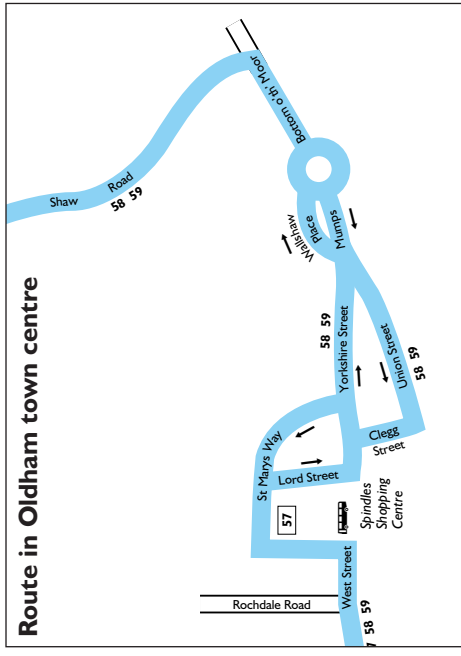 Route in Oldham town centre
Shaw
Road
58 59
Bottom o'th' Moor
Wallshaw
Place
Mumps
58 59
Yorkshire Street
Union Street
58 59
St Marys Way
Lord Street
Clegg
Street
57
Spindles
Shopping
Centre
Rochdale Road
West Street
7 58 59